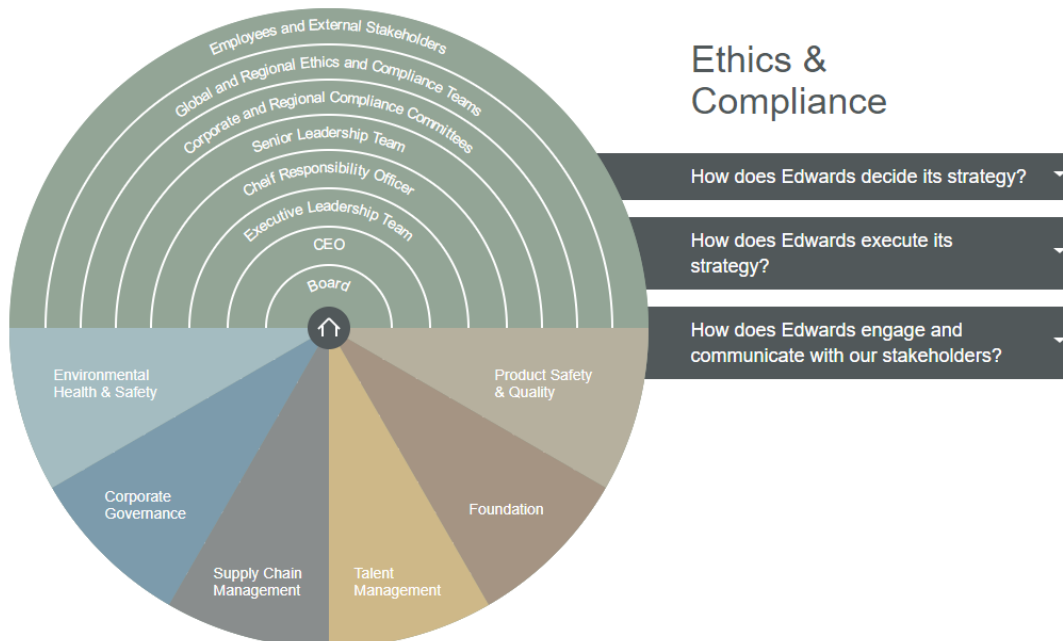 Employees and External Stakeholders
Global and Regional Ethics and Compliance Teams
Corporate and Regional Compliance Committees
Senior Leadership Team
Cheif Responsibility Officer
Executive Leadership Team
CEO
Board
Environmental
Health & Safety
Corporate
Governance
Supply Chain
Management
Talent
Management
Foundation
Product Safety
& Quality
Ethics &
Compliance
How does Edwards decide its strategy?
How does Edwards execute its
strategy?
How does Edwards engage and
communicate with our stakeholders?